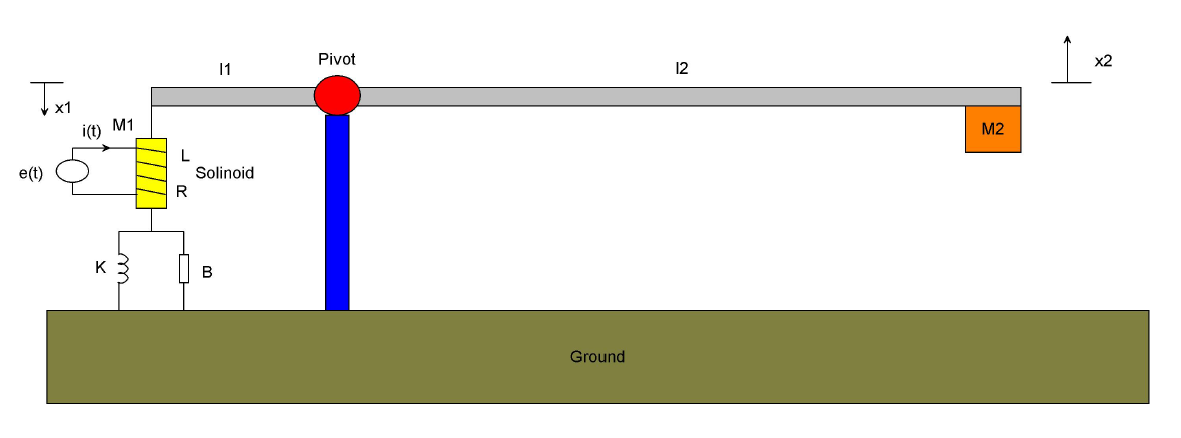 Pivot
l1
l2
x2
x1
M1
i(t)
M2
L
e(t)
Solinoid
R
K
B
Ground